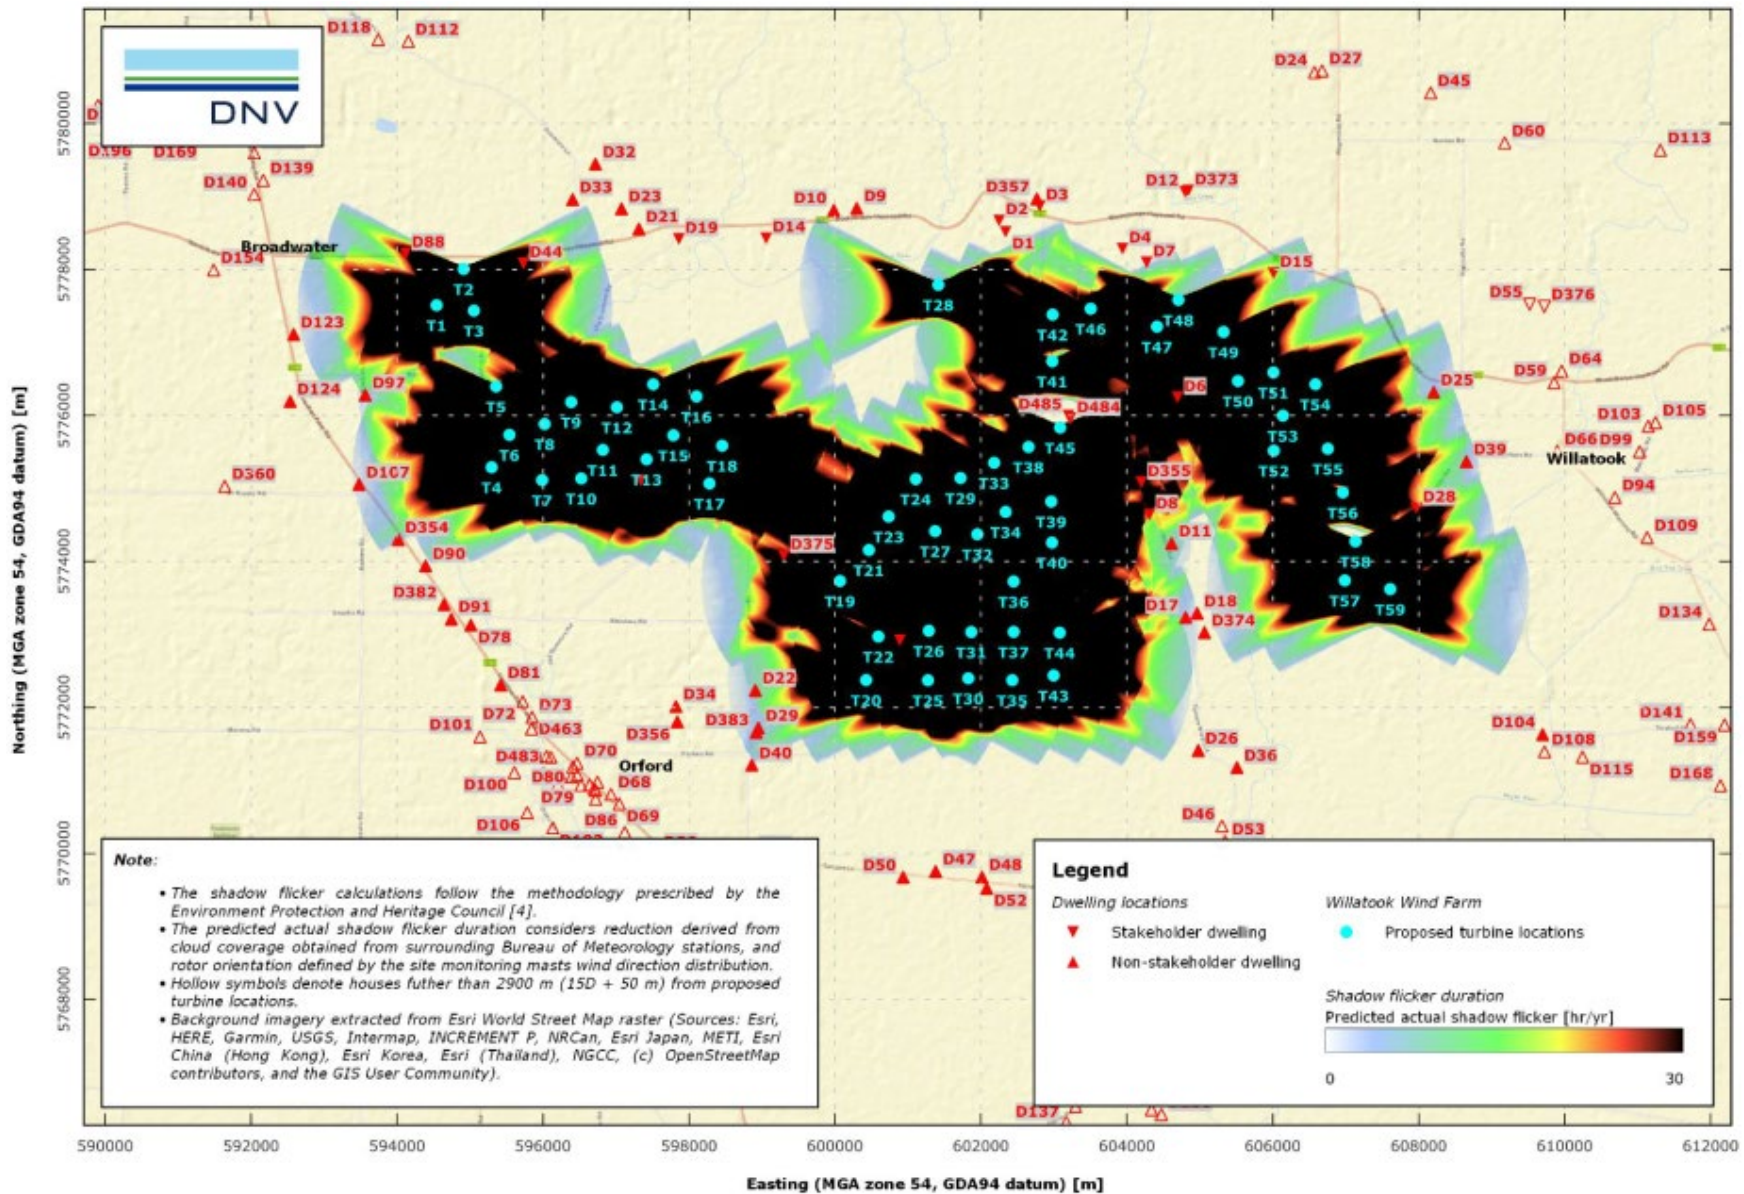 D118
D112
DNV
D24
D27
D45
D60
D113
D196
D169
D139
D140
D154
Broadwater
D32
D33
D23
D21
D19
D14
D10
D9
D357
D3
D2
D1
D12
D373
D4
D7
D15
D55
D376
D88
D44
T2
T1
T3
T28
T42
T46
T48
T47
T49
D123
D97
D124
D64
D59
D25
D103
D105
D66
D99
Willatook
D39
D94
D109
D28
D6
D485
D484
T41
T45
T50
T51
T54
T53
T52
T55
T56
T58
T57
T59
T5
T9
T14
T16
T12
T8
T6
T11
T15
T18
T4
T7
T10
T13
T17
D360
D107
D354
D90
D382
D91
D78
D81
D375
T38
T33
T29
T24
T34
T39
T23
T27
T32
T40
T21
T19
T36
T22
T26
T31
T37
T44
T20
T25
T30
T35
T43
D355
D8
D11
D17
D18
D374
D134
D22
D34
D356
D383
D29
D40
D73
D72
D101
D463
D483
D70
Orford
D100
D80
D68
D79
D86
D69
D106
D26
D36
D46
D53
D104
D108
D115
D141
D159
D168
D50
D47
D48
D52
D137
Note:
• The shadow flicker calculations follow the methodology prescribed by the
Environment Protection and Heritage Council [4].
• The predicted actual shadow flicker duration considers reduction derived from
cloud coverage obtained from surrounding Bureau of Meteorology stations, and
rotor orientation defined by the site monitoring masts wind direction distribution.
• Hollow symbols denote houses futher than 2900 m (15D + 50 m) from proposed
turbine locations.
• Background imagery extracted from Esri World Street Map raster (Sources: Esri,
HERE, Garmin, USGS, Intermap, INCREMENT P, NRCan, Esri Japan, METI, Esri
China (Hong Kong), Esri Korea, Esri (Thailand), NGCC, (c) OpenStreetMap
contributors, and the GIS User Community).
Legend
Dwelling locations
Stakeholder dwelling
Non-stakeholder dwelling
Willatook Wind Farm
Proposed turbine locations
Shadow flicker duration
Predicted actual shadow flicker [hr/yr]
0 30
5780000
5778000
5776000
5774000
5772000
5770000
5768000
Northing (MGA zone 54, GDA94 datum) [m]
590000 592000 594000 596000 598000 600000 602000 604000 606000 608000 610000 612000
Easting (MGA zone 54, GDA94 datum) [m]